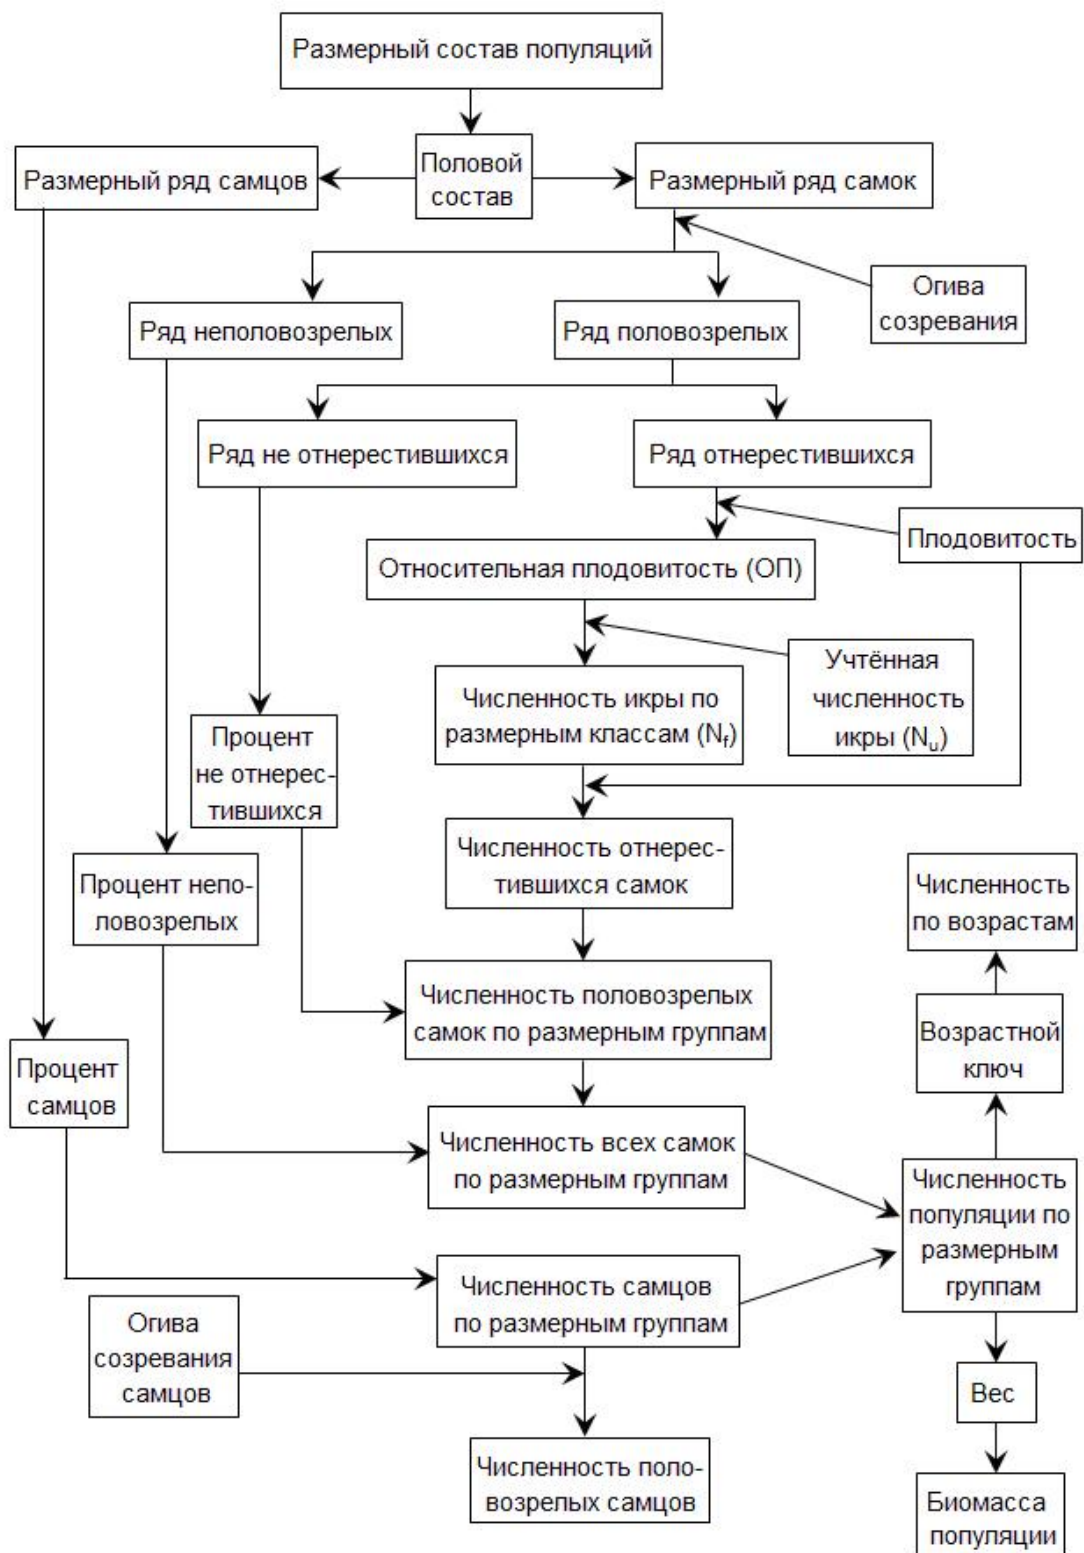 Размерный состав популяций
Половой
состав
Размерный ряд самцов
Размерный ряд самок
Огива
созревания
Ряд неполовозрелых
Ряд половозрелых
Ряд не отнерестившихся
Ряд отнерестившихся
Плодовитость
Относительная плодовитость (ОП)
Учтённая
численность
икры (Nu)
Численность икры по
размерным классам (Nf)
Процент
не отнерес-
тившихся
Численность отнерес-
тившихся самок
Процент непо-
ловозрелых
Численность
по возрастам
Численность половозрелых
самок по размерным группам
Возрастной
ключ
Процент
самцов
Численность всех самок
по размерным группам
Численность
популяции по
размерным
группам
Численность самцов
по размерным группам
Огива
созревания
самцов
Вес
Численность поло-
возрелых самцов
Биомасса
популяции